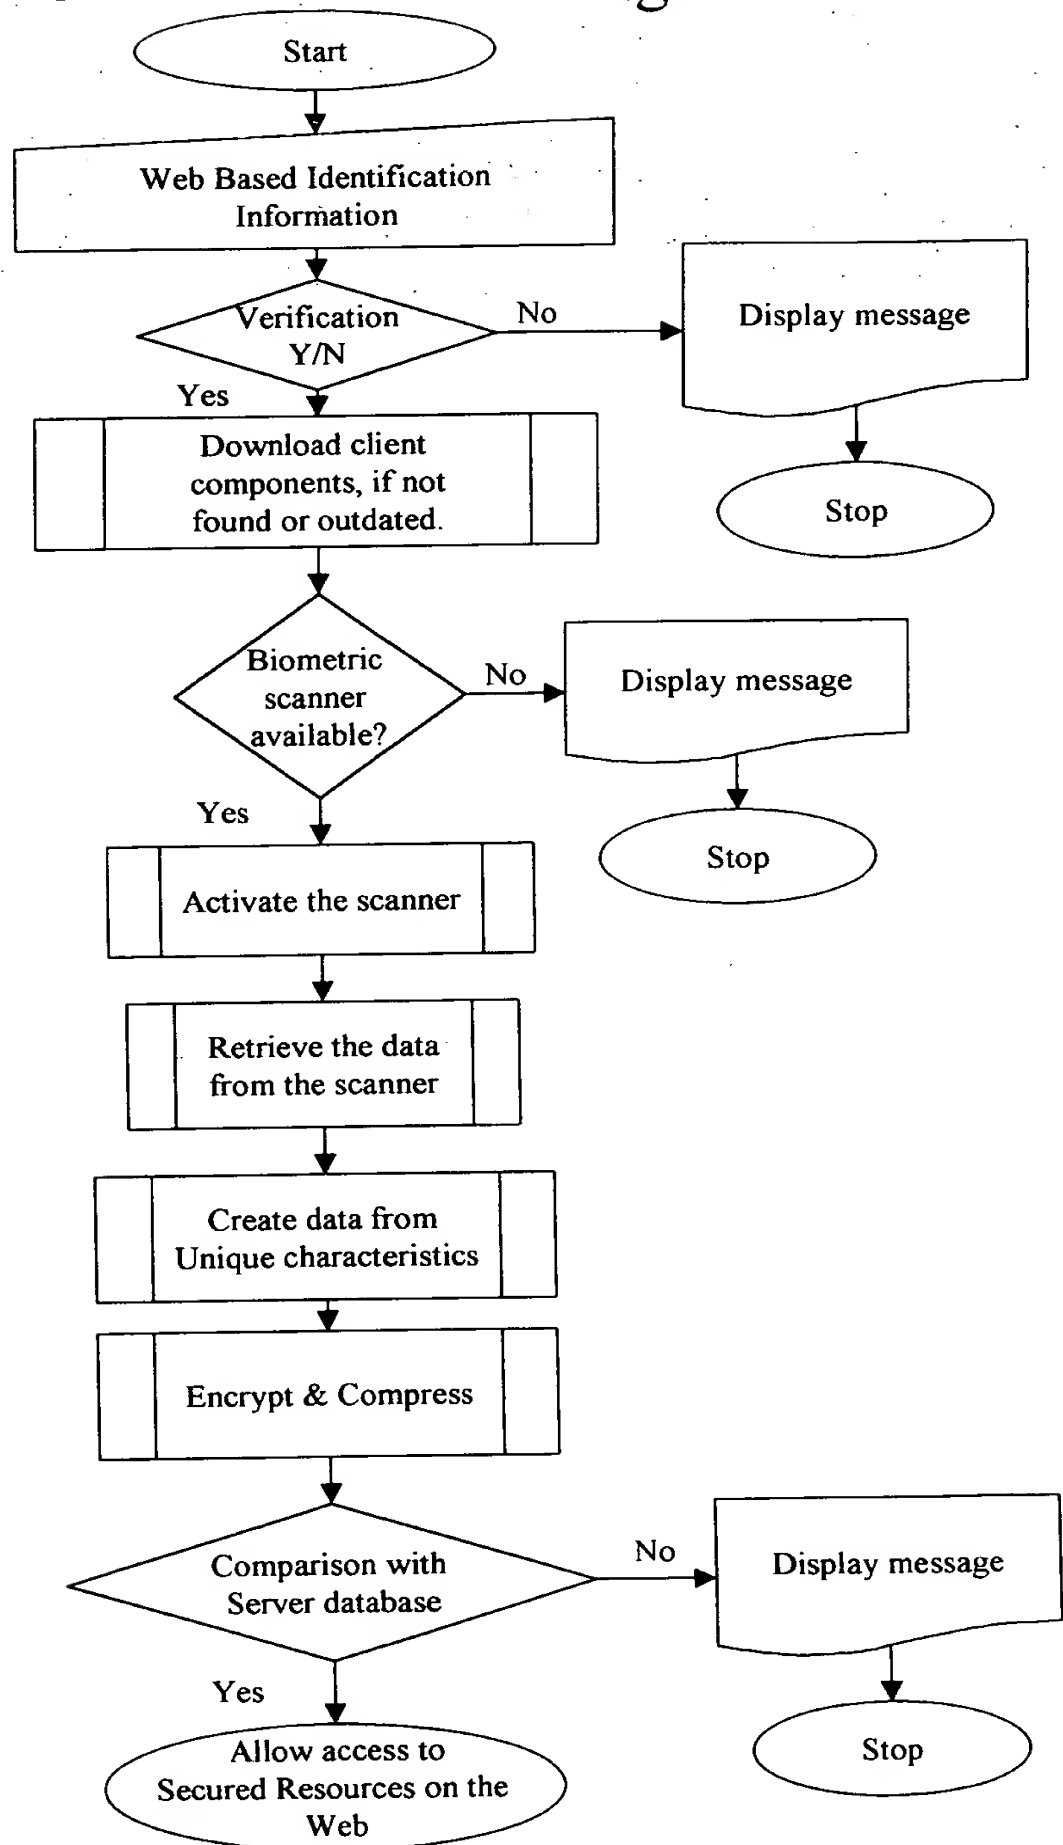 Start
Web Based Identification
Information
Verification
Y/N
No
Display message
Yes
Download client
components, if not
found or outdated.
Stop
Biometric
scanner
available?
No
Display message
Yes
Stop
Activate the scanner
Retrieve the data
from the scanner
Create data from
Unique characteristics
Encrypt & Compress
Comparison with
Server database
No
Display message
Yes
Stop
Allow access to
Secured Resources on the
Web